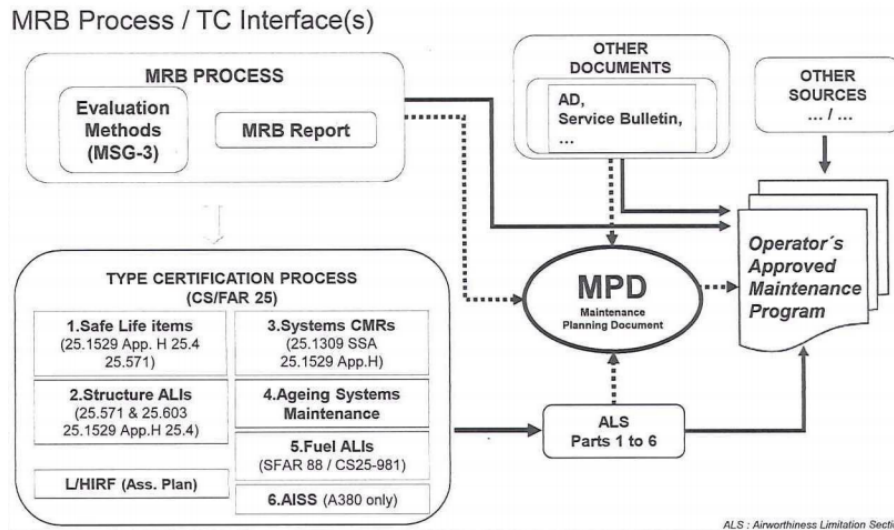 MRB Process / TC Interface(s)
MRB PROCESS
Evaluation
Methods
(MSG-3)
MRB Report
OTHER
DOCUMENTS
AD,
Service Bulletin,
...
OTHER
SOURCES
... / ...
Operator´s
Approved
Maintenance
Program
MPD
Maintenance
Planning Document
TYPE CERTIFICATION PROCESS
(CS/FAR 25)
1.Safe Life items
(25.1529 App. H 25.4
25.571)
2.Structure ALIs
(25.571 & 25.603
25.1529 App.H 25.4)
L/HIRF (Ass. Plan)
3.Systems CMRs
(25.1309 SSA
25.1529 App.H)
4.Ageing Systems
Maintenance
5.Fuel ALIs
(SFAR 88 / CS25-981)
6.AISS (A380 only)
ALS
Parts 1 to 6
ALS : Airworthiness Limitation Secti